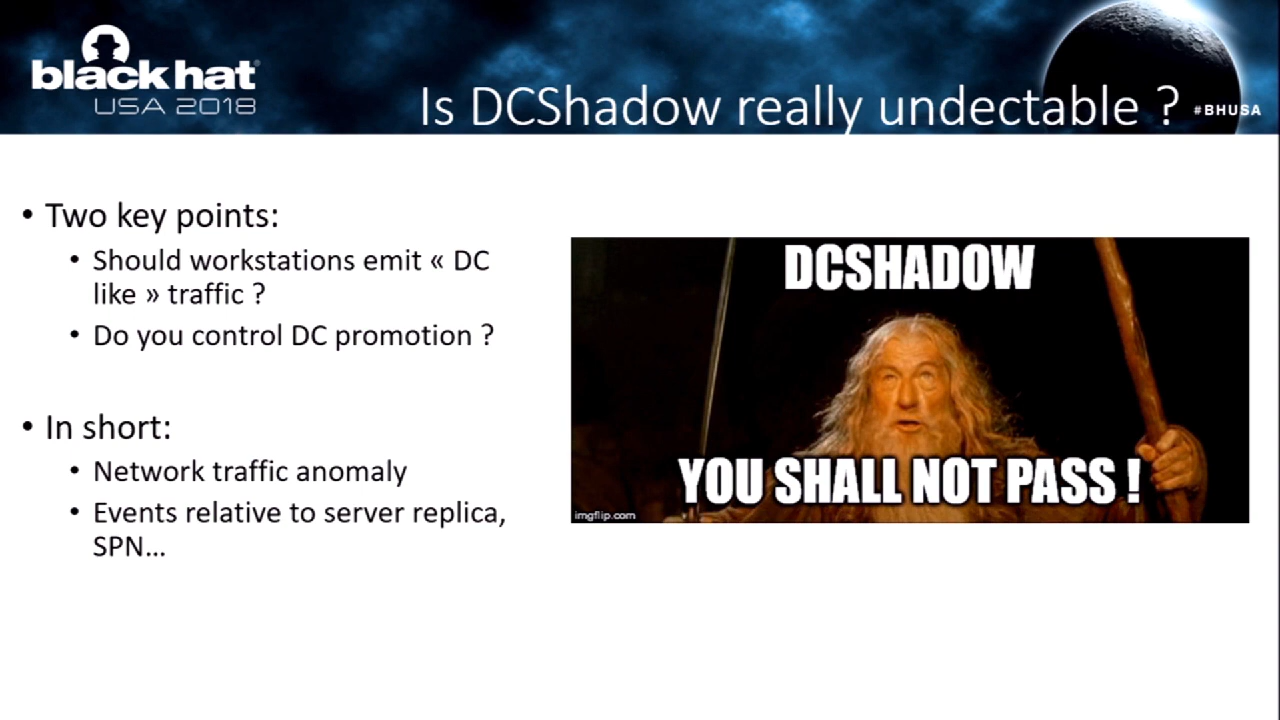 black hat
USA 2018
Is DCShadow really undectable ?
#BHUSA
• Two key points:
• Should workstations emit « DC
like » traffic ?
• Do you control DC promotion ?
• In short:
• Network traffic anomaly
• Events relative to server replica,
SPN…
DCSHADOW
YOU SHALL NOT PASS !
imgflip.com